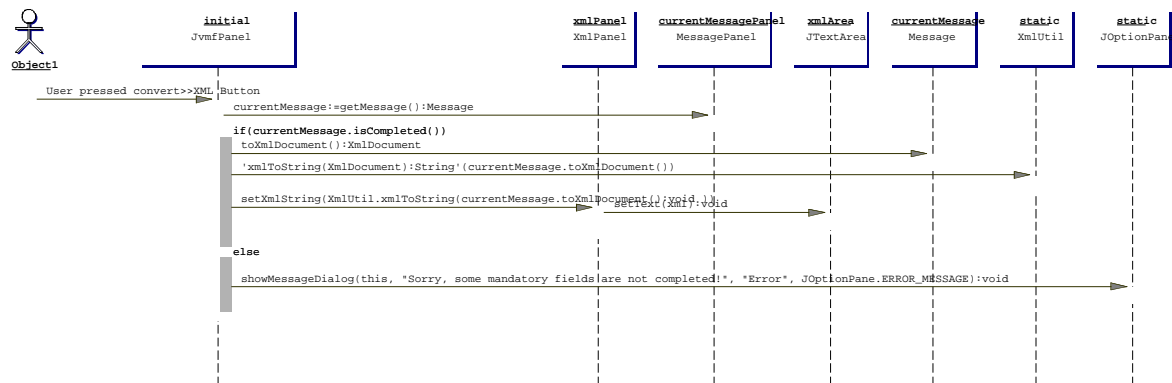 initial
JvmfPanel
xmlPanel
XmlPanel
currentMessagePanel
MessagePanel
xmlArea
JTextArea
currentMessage
Message
static
XmlUtil
static
JOptionPan
Object1
User pressed convert>>XML Button
currentMessage:=getMessage():Message
if(currentMessage.isCompleted())
toXmlDocument():XmlDocument
'xmlToString(XmlDocument):String'(currentMessage.toXmlDocument())
setXmlString(XmlUtil.xmlToString(currentMessage.toXmlDocument():void ))
setText(xml):void
else
showMessageDialog(this, "Sorry, some mandatory fields are not completed!", "Error", JOptionPane.ERROR_MESSAGE):void